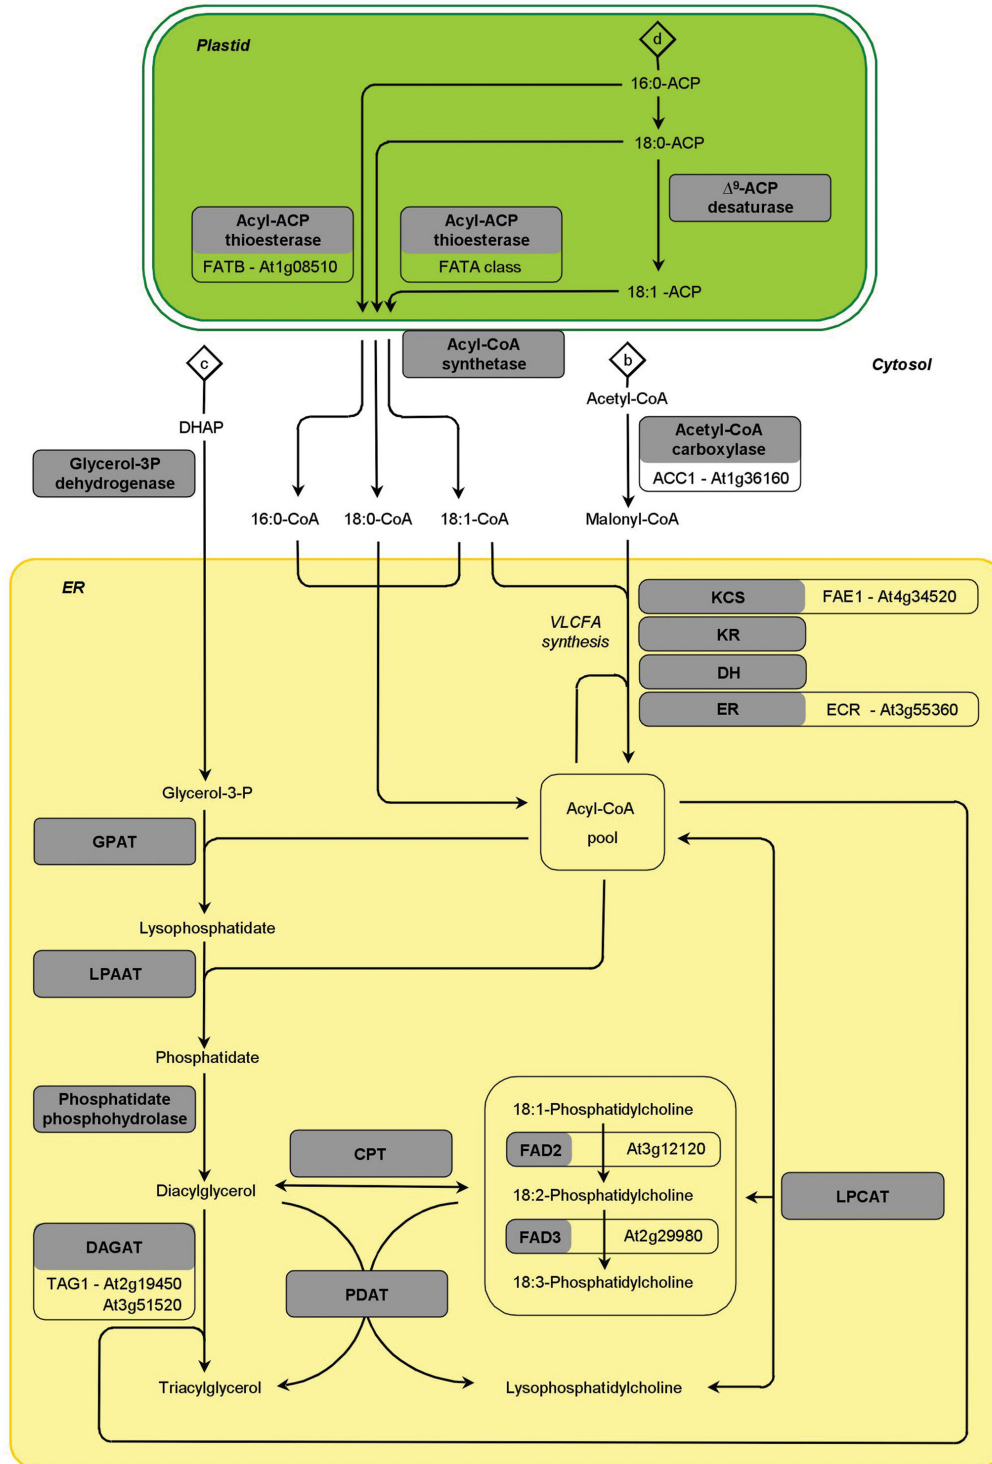 Plastid
d
16:0-ACP
18:0-ACP
Δ9-ACP
desaturase
Acyl-ACP
thioesterase
FATB - At1g08510
Acyl-ACP
thioesterase
FATA class
18:1 -ACP
Acyl-CoA
synthetase
c
b
Cytosol
Acetyl-CoA
DHAP
Acetyl-CoA
carboxylase
ACC1 - At1g36160
Glycerol-3P
dehydrogenase
16:0-CoA
18:0-CoA
18:1-CoA
Malonyl-CoA
ER
KCS
FAE1 - At4g34520
VLCFA
synthesis
KR
DH
ER
ECR - At3g55360
Glycerol-3-P
Acyl-CoA
pool
GPAT
Lysophosphatidate
LPAAT
Phosphatidate
Phosphatidate
phosphohydrolase
18:1-Phosphatidylcholine
FAD2
At3g12120
CPT
Diacylglycerol
18:2-Phosphatidylcholine
LPCAT
FAD3
At2g29980
DAGAT
TAG1 - At2g19450
At3g51520
18:3-Phosphatidylcholine
PDAT
Triacylglycerol
Lysophosphatidylcholine